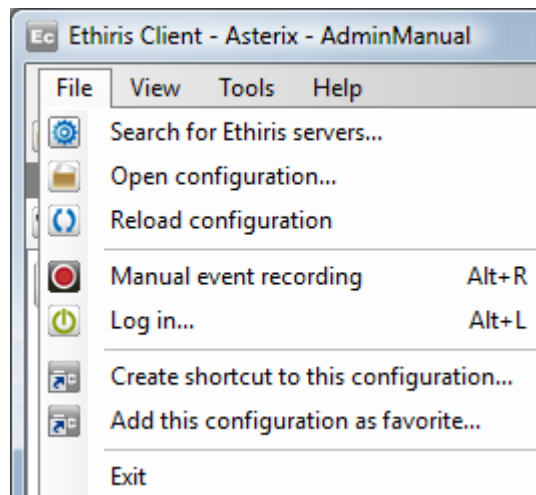 Ec Ethiris Client - Asterix - AdminManual
File View Tools Help
Search for Ethiris servers...
Open configuration...
Reload configuration
Manual event recording Alt+R
Log in... Alt+L
Create shortcut to this configuration...
Add this configuration as favorite...
Exit